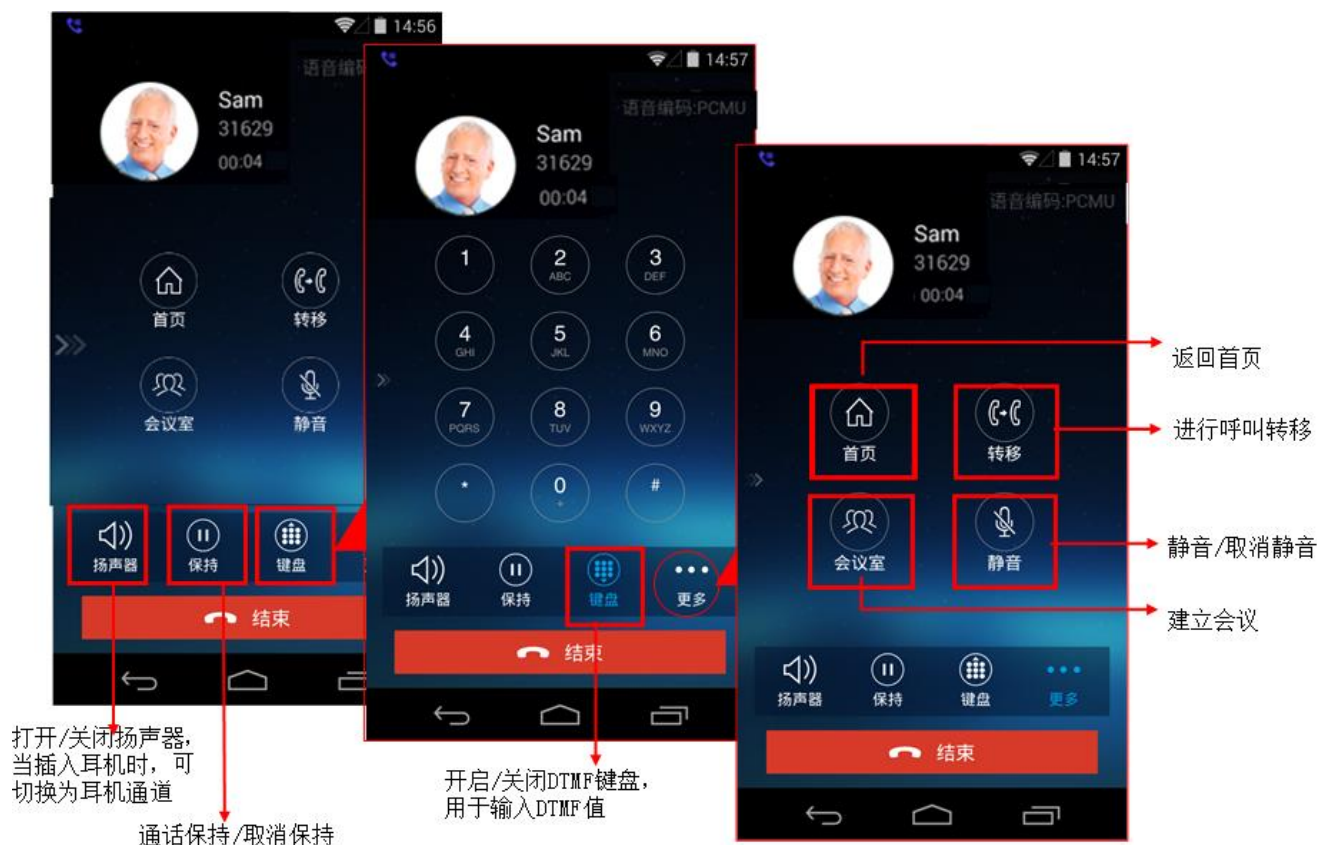 14:56
语音编
Sam
31629
00:04
首页
转移
会议室
静音
扬声器
保持
键盘
结束
打开/关闭扬声器,
当插入耳机时, 可
切换为耳机通道
通话保持/取消保持
14:57
语音编码:PCMU
Sam
31629
00:04
1
2
ABC
3
DEF
4
GHI
5
JKL
6
MNO
7
PQRS
8
TUV
9
WXYZ
*
0
+
#
扬声器
保持
键盘
更多
结束
开启/关闭DTMF键盘,
用于输入DTMF值
14:57
语音编码:PCMU
Sam
31629
00:04
首页
转移
会议室
静音
扬声器
保持
键盘
更多
结束
返回首页
进行呼叫转移
静音/取消静音
建立会议